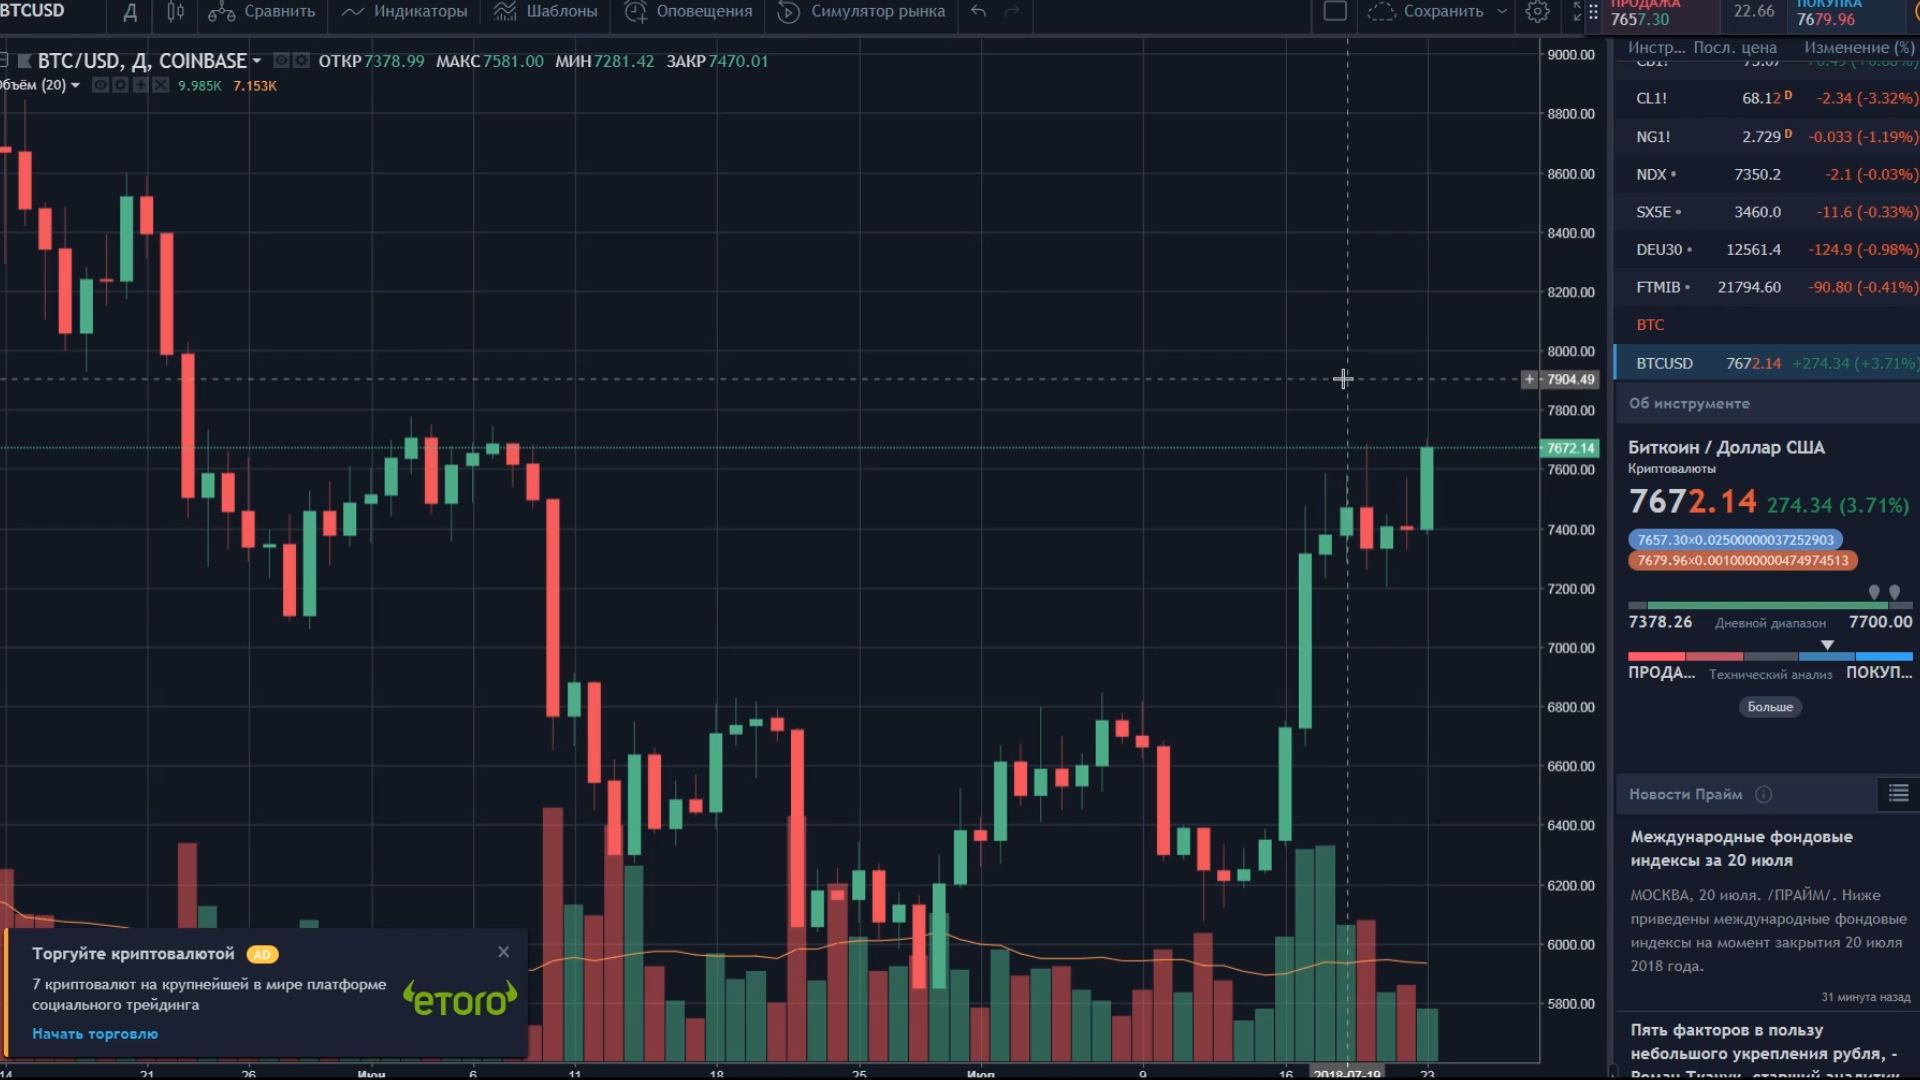 BTCUSD
Д
Сравнить
Индикаторы
Шаблоны
Оповещения
Симулятор рынка
Сохранить
ПРОДАЖА
7657.30
22.66
ПОКУПКА
7679.96
BTC/USD, Д, COINBASE
ОТКР 7378.99 МАКС 7581.00 МИН 7281.42 ЗАКР 7470.01
Объём (20)
9.985K 7.153K
9000.00
8800.00
8600.00
8400.00
8200.00
8000.00
7904.49
7800.00
7672.14
7600.00
7400.00
7200.00
7000.00
6800.00
6600.00
6400.00
6200.00
6000.00
5800.00
14
21
26
Июн
6
11
18
25
Июл
9
16
2018-07-19
23
Торгуйте криптовалютой AD
7 криптовалют на крупнейшей в мире платформе
социального трейдинга
Начать торговлю
eToro
Инстр... Посл. цена Изменение (%)
CL1! 68.12 D -2.34 (-3.32%)
NG1! 2.729 D -0.033 (-1.19%)
NDX 7350.2 -2.1 (-0.03%)
SX5E 3460.0 -11.6 (-0.33%)
DEU30 12561.4 -124.9 (-0.98%)
FTMIB 21794.60 -90.80 (-0.41%)
BTC
BTCUSD 7672.14 +274.34 (+3.71%)
Об инструменте
Биткоин / Доллар США
Криптовалюты
7672.14 274.34 (3.71%)
7657.30×0.02500000037252903
7679.96×0.0010000000474974513
7378.26 Дневной диапазон 7700.00
ПРОДА... Технический анализ ПОКУП...
Больше
Новости Прайм
Международные фондовые
индексы за 20 июля
МОСКВА, 20 июля. /ПРАЙМ/. Ниже
приведены международные фондовые
индексы на момент закрытия 20 июля
2018 года.
31 минута назад
Пять факторов в пользу
небольшого укрепления рубля, -
Роман Ткачук, старший аналитик